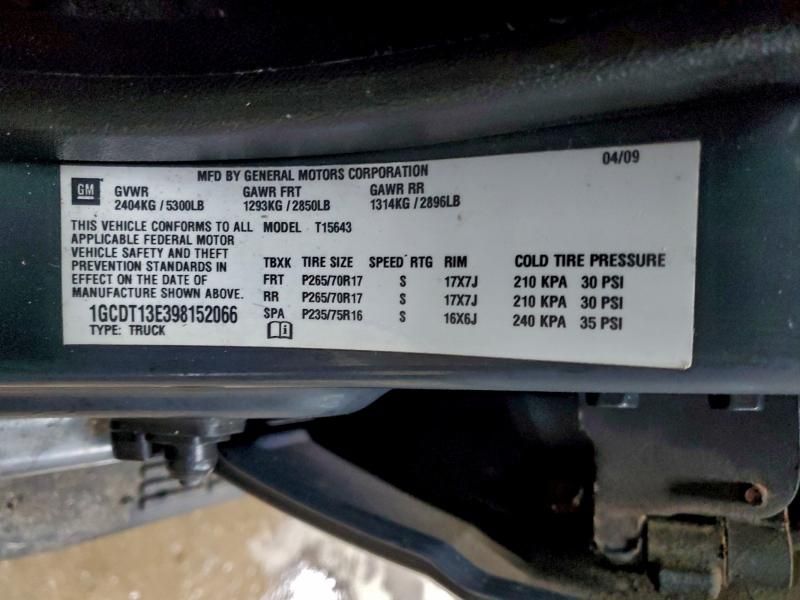 MFD BY GENERAL MOTORS CORPORATION 04/09
GM GVWR GAWR FRT GAWR RR
2404KG / 5300LB 1293KG / 2850LB 1314KG / 2896LB
THIS VEHICLE CONFORMS TO ALL MODEL T15643
APPLICABLE FEDERAL MOTOR
VEHICLE SAFETY AND THEFT TBXK TIRE SIZE SPEED RTG RIM COLD TIRE PRESSURE
PREVENTION STANDARDS IN FRT P265/70R17 S 17X7J 210 KPA 30 PSI
EFFECT ON THE DATE OF RR P265/70R17 S 17X7J 210 KPA 30 PSI
MANUFACTURE SHOWN ABOVE. SPA P235/75R16 S 16X6J 240 KPA 35 PSI
1GCDT13E398152066
TYPE: TRUCK